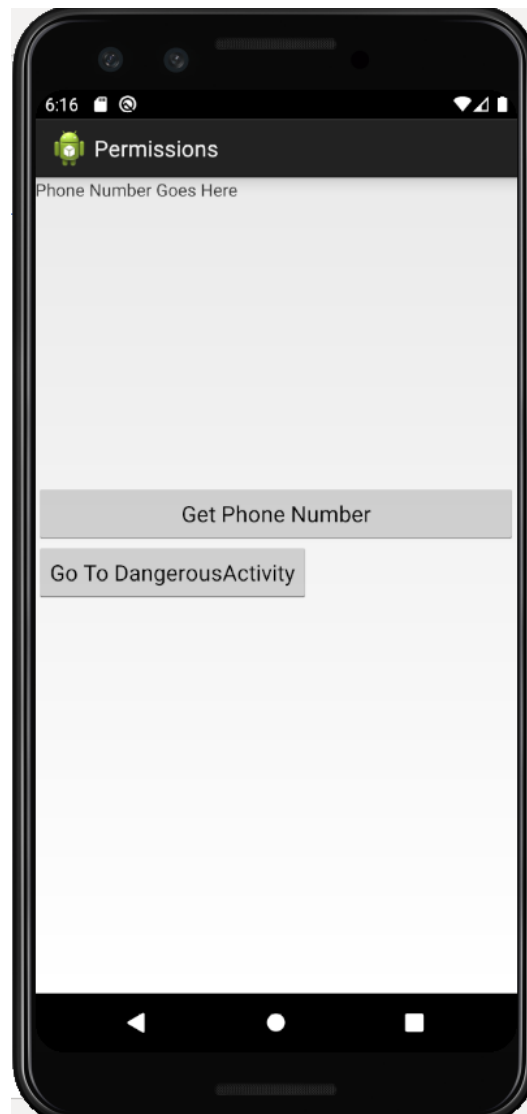 6:16
Permissions
Phone Number Goes Here
Get Phone Number
Go To DangerousActivity